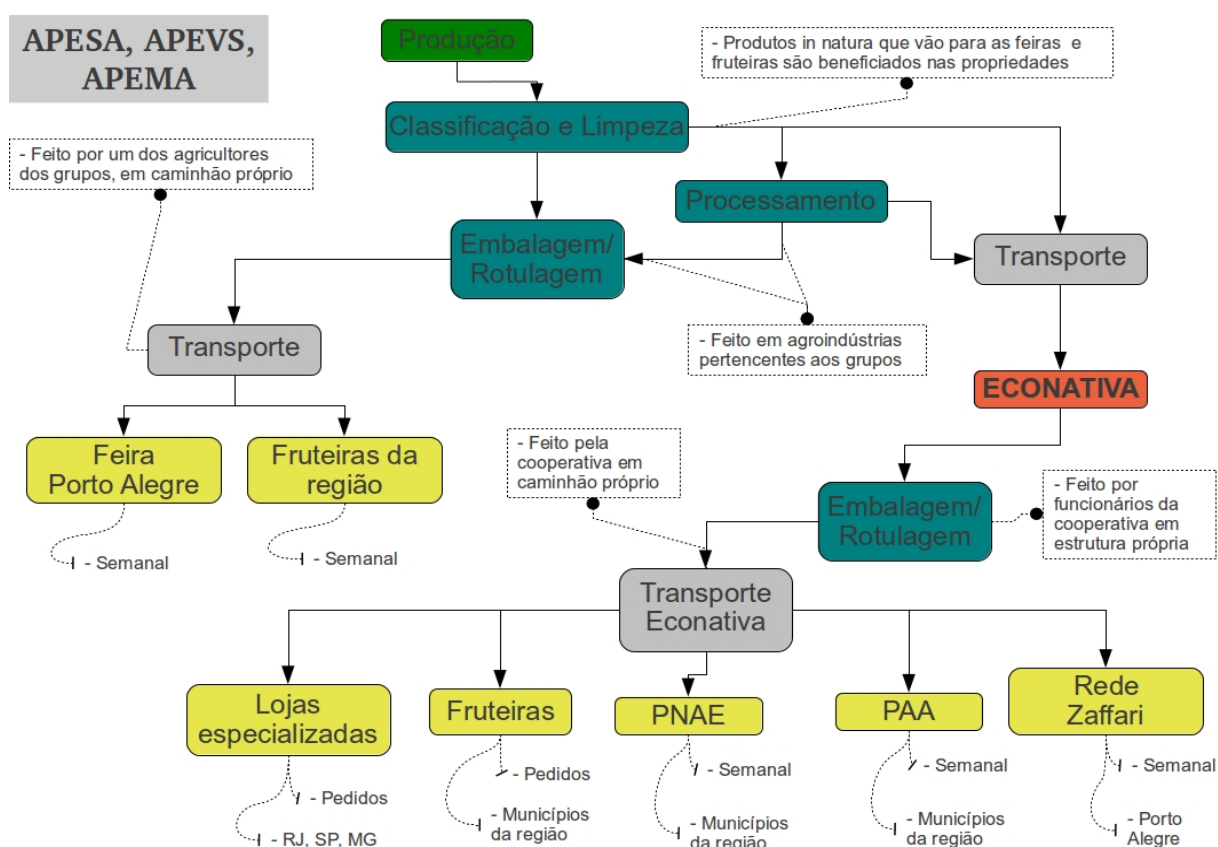 APESA, APEVS,
APEMA
Produção
- Produtos in natura que vão para as feiras e
fruteiras são beneficiados nas propriedades
Classificação e Limpeza
- Feito por um dos agricultores
dos grupos, em caminhão próprio
Processamento
Embalagem/
Rotulagem
Transporte
Transporte
- Feito em agroindústrias
pertencentes aos grupos
ECONATIVA
Feira
Porto Alegre
Fruteiras da
região
- Feito pela
cooperativa em
caminhão próprio
Embalagem/
Rotulagem
- Feito por
funcionários da
cooperativa em
estrutura própria
- Semanal
- Semanal
Transporte
Econativa
Lojas
especializadas
Fruteiras
PNAE
PAA
Rede
Zaffari
- Pedidos
- RJ, SP, MG
- Pedidos
- Municípios
da região
- Semanal
- Municípios
da região
- Semanal
- Municípios
da região
- Semanal
- Porto
Alegre